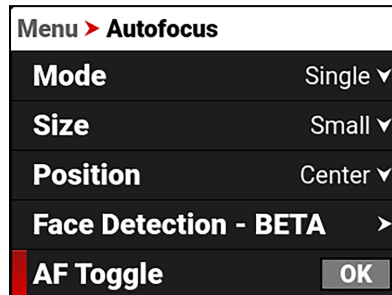 Menu ➤ Autofocus
Mode Single
Size Small
Position Center
Face Detection - BETA
AF Toggle OK